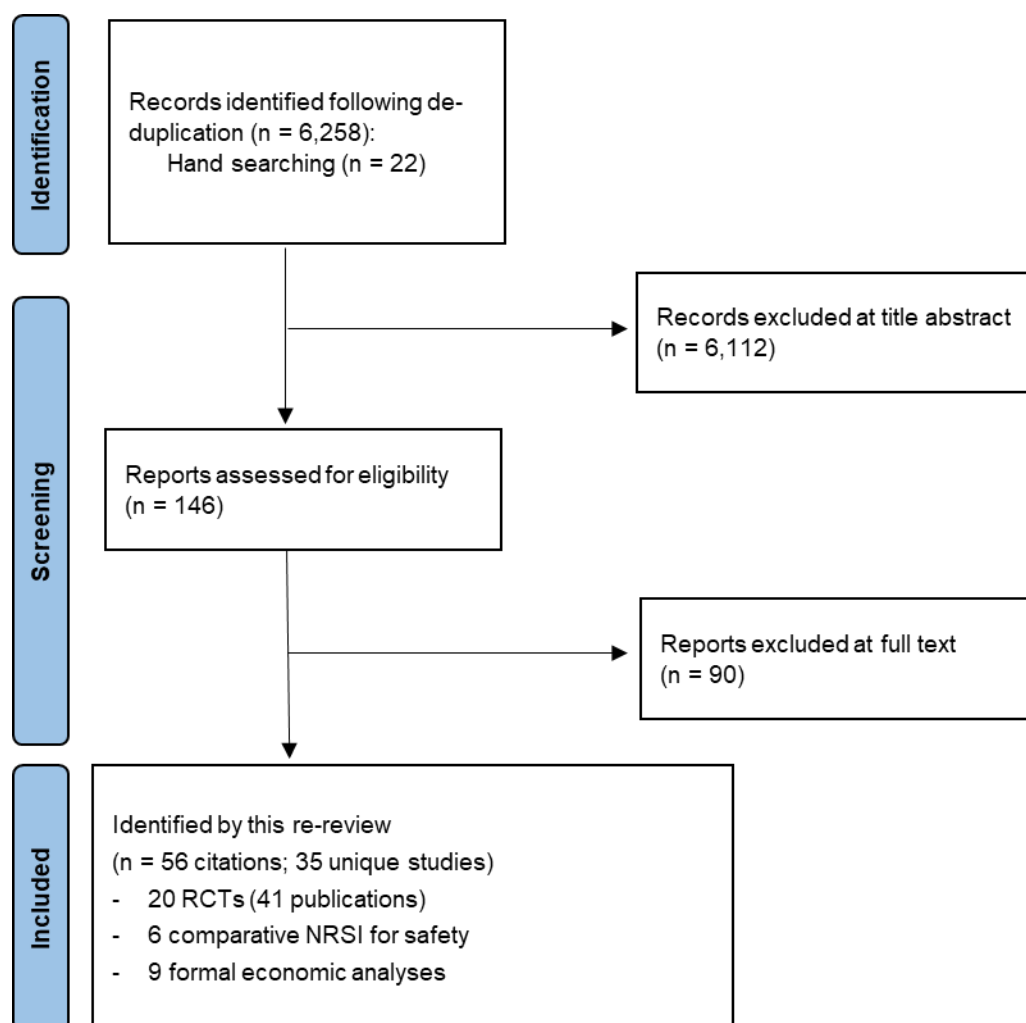 Identification
Records identified following de-
duplication (n = 6,258):
Hand searching (n = 22)
Screening
Records excluded at title abstract
(n = 6,112)
Reports assessed for eligibility
(n = 146)
Reports excluded at full text
(n = 90)
Included
Identified by this re-review
(n = 56 citations; 35 unique studies)
- 20 RCTs (41 publications)
- 6 comparative NRSI for safety
- 9 formal economic analyses